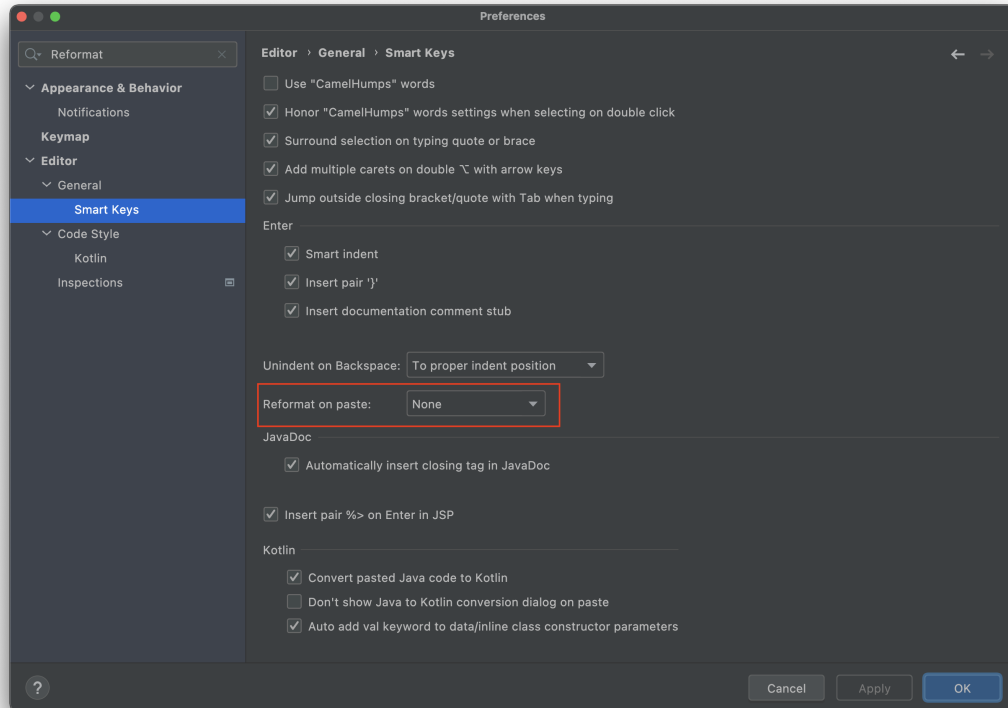 Preferences
Reformat
Appearance & Behavior
Notifications
Keymap
Editor
General
Smart Keys
Code Style
Kotlin
Inspections
Editor › General › Smart Keys
Use "CamelHumps" words
Honor "CamelHumps" words settings when selecting on double click
Surround selection on typing quote or brace
Add multiple carets on double ⌥ with arrow keys
Jump outside closing bracket/quote with Tab when typing
Enter
Smart indent
Insert pair '}'
Insert documentation comment stub
Unindent on Backspace: To proper indent position
Reformat on paste: None
JavaDoc
Automatically insert closing tag in JavaDoc
Insert pair %> on Enter in JSP
Kotlin
Convert pasted Java code to Kotlin
Don't show Java to Kotlin conversion dialog on paste
Auto add val keyword to data/inline class constructor parameters
? Cancel Apply OK